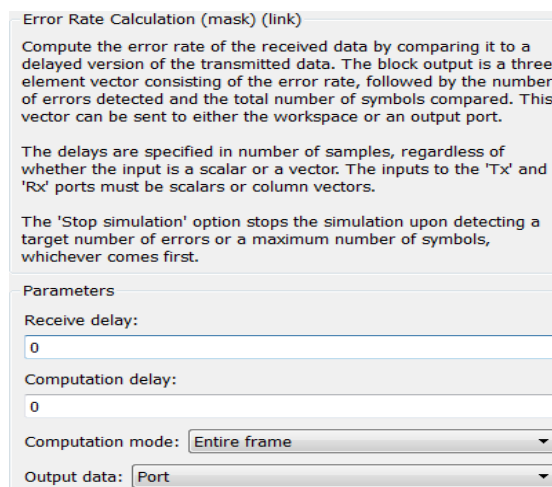 Error Rate Calculation (mask) (link)
Compute the error rate of the received data by comparing it to a
delayed version of the transmitted data. The block output is a three
element vector consisting of the error rate, followed by the number
of errors detected and the total number of symbols compared. This
vector can be sent to either the workspace or an output port.
The delays are specified in number of samples, regardless of
whether the input is a scalar or a vector. The inputs to the 'Tx' and
'Rx' ports must be scalars or column vectors.
The 'Stop simulation' option stops the simulation upon detecting a
target number of errors or a maximum number of symbols,
whichever comes first.
Parameters
Receive delay:
0
Computation delay:
0
Computation mode: Entire frame
Output data: Port